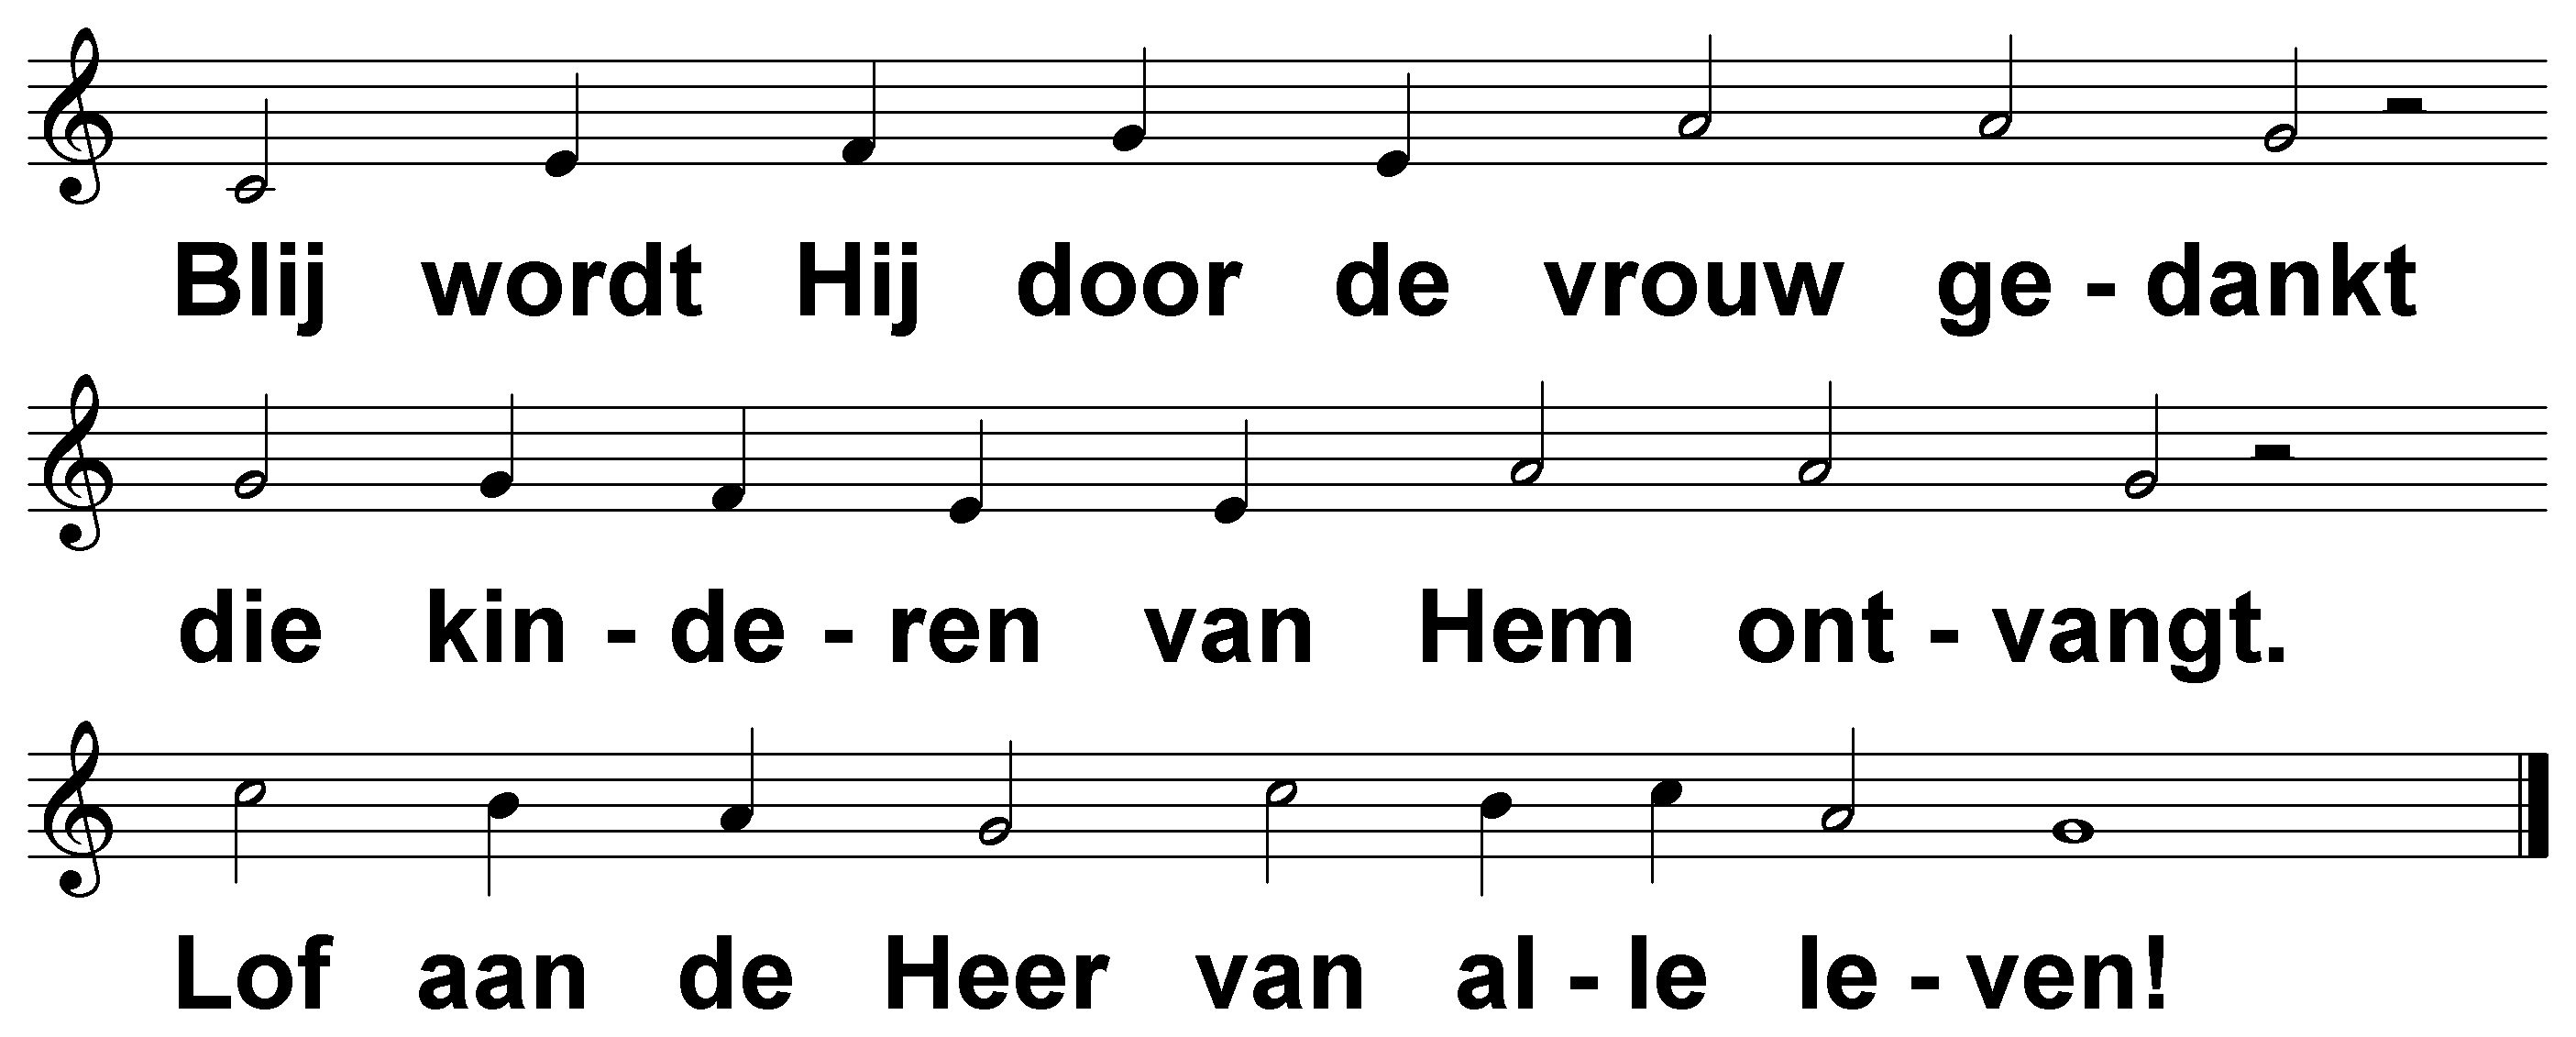 Blij wordt Hij door de vrouw ge - dankt
die kin - de - ren van Hem ont - vangt.
Lof aan de Heer van al - le le - ven!